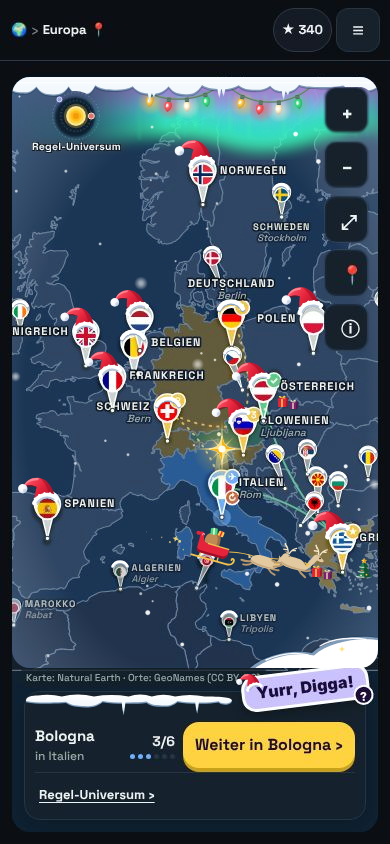 > Europa
★ 340
≡
+
Regel-Universum
−
NORWEGEN
SCHWEDEN
Stockholm
DEUTSCHLAND
Berlin
POLEN
NIGREICH
BELGIEN
FRANKREICH
ÖSTERREICH
SCHWEIZ
Bern
SLOWENIEN
Ljubljana
ITALIEN
Rom
SPANIEN
GRI
ALGERIEN
Algier
MAROKKO
Rabat
LIBYEN
Tripolis
Karte: Natural Earth · Orte: GeoNames (CC BY
Yurr, Digga!
?
Bologna
in Italien
3/6
Weiter in Bologna >
Regel-Universum >